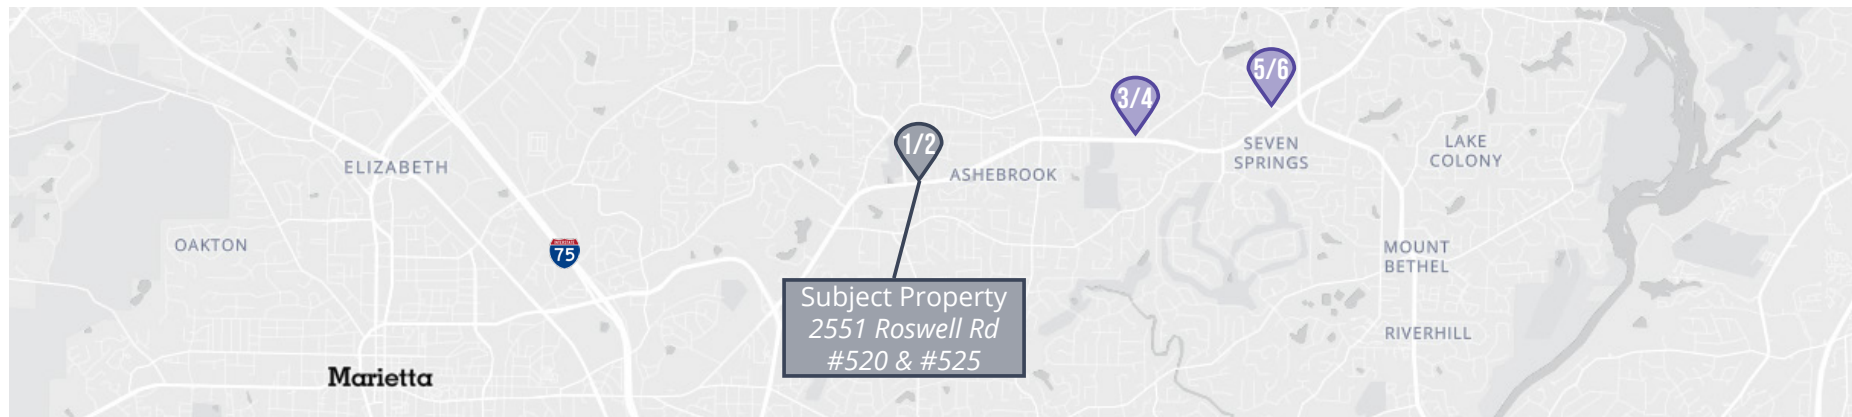 5/6
3/4
1/2
SEVEN
SPRINGS
LAKE
COLONY
ELIZABETH
ASHEBROOK
OAKTON
INTERSTATE
75
MOUNT
BETHEL
Subject Property
2551 Roswell Rd
#520 & #525
RIVERHILL
Marietta